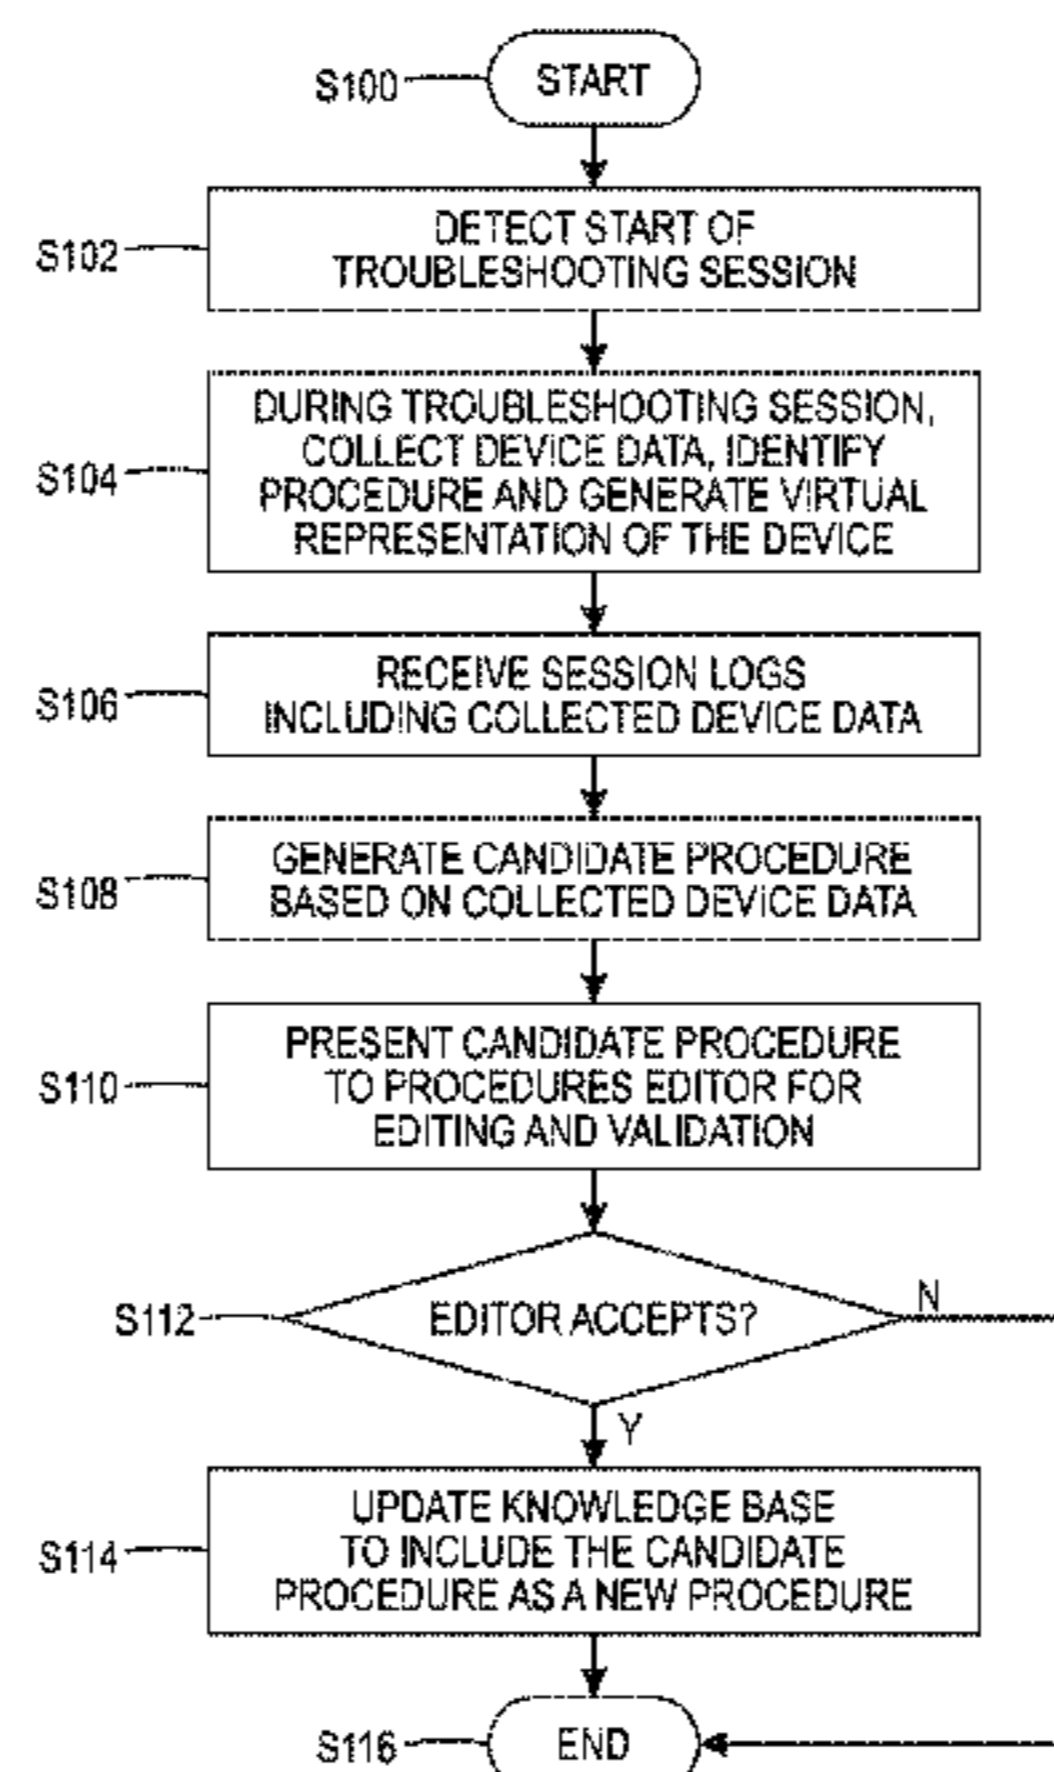 S100
START
S102
DETECT START OF
TROUBLESHOOTING SESSION
S104
DURING TROUBLESHOOTING SESSION,
COLLECT DEVICE DATA, IDENTIFY
PROCEDURE AND GENERATE VIRTUAL
REPRESENTATION OF THE DEVICE
S106
RECEIVE SESSION LOGS
INCLUDING COLLECTED DEVICE DATA
S108
GENERATE CANDIDATE PROCEDURE
BASED ON COLLECTED DEVICE DATA
S110
PRESENT CANDIDATE PROCEDURE
TO PROCEDURES EDITOR FOR
EDITING AND VALIDATION
S112
EDITOR ACCEPTS?
N
Y
S114
UPDATE KNOWLEDGE BASE
TO INCLUDE THE CANDIDATE
PROCEDURE AS A NEW PROCEDURE
S116
END